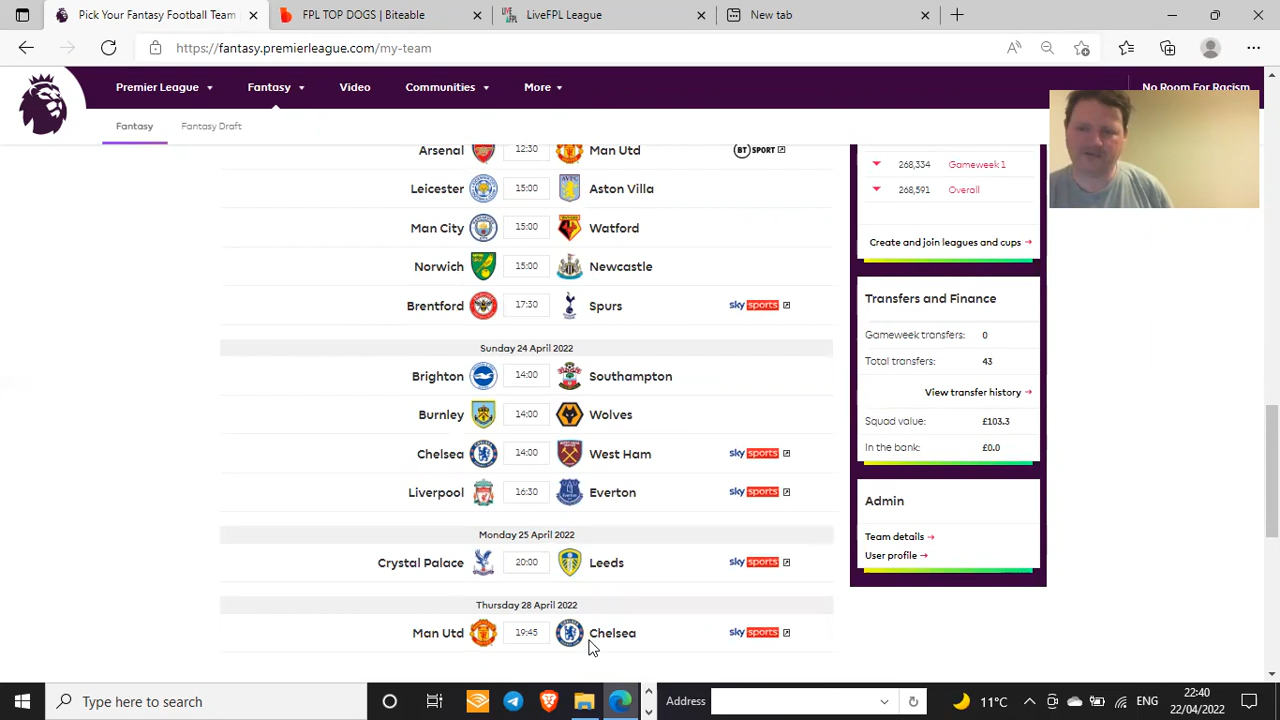 Pick Your Fantasy Football Team
FPL TOP DOGS | Biteable
LIVE FPL LiveFPL League
New tab
https://fantasy.premierleague.com/my-team
Premier League Fantasy Video Communities More No Room For Racism
Fantasy Fantasy Draft
Arsenal 12:30 Man Utd BT SPORT
Leicester 15:00 Aston Villa
Man City 15:00 Watford
Norwich 15:00 Newcastle
Brentford 17:30 Spurs sky sports
Sunday 24 April 2022
Brighton 14:00 Southampton
Burnley 14:00 Wolves
Chelsea 14:00 West Ham sky sports
Liverpool 16:30 Everton sky sports
Monday 25 April 2022
Crystal Palace 20:00 Leeds sky sports
Thursday 28 April 2022
Man Utd 19:45 Chelsea sky sports
268,334 Gameweek 1
268,591 Overall
Create and join leagues and cups
Transfers and Finance
Gameweek transfers: 0
Total transfers: 43
View transfer history
Squad value: £103.3
In the bank: £0.0
Admin
Team details
User profile
Type here to search
Address
11°C
ENG
22:40
22/04/2022